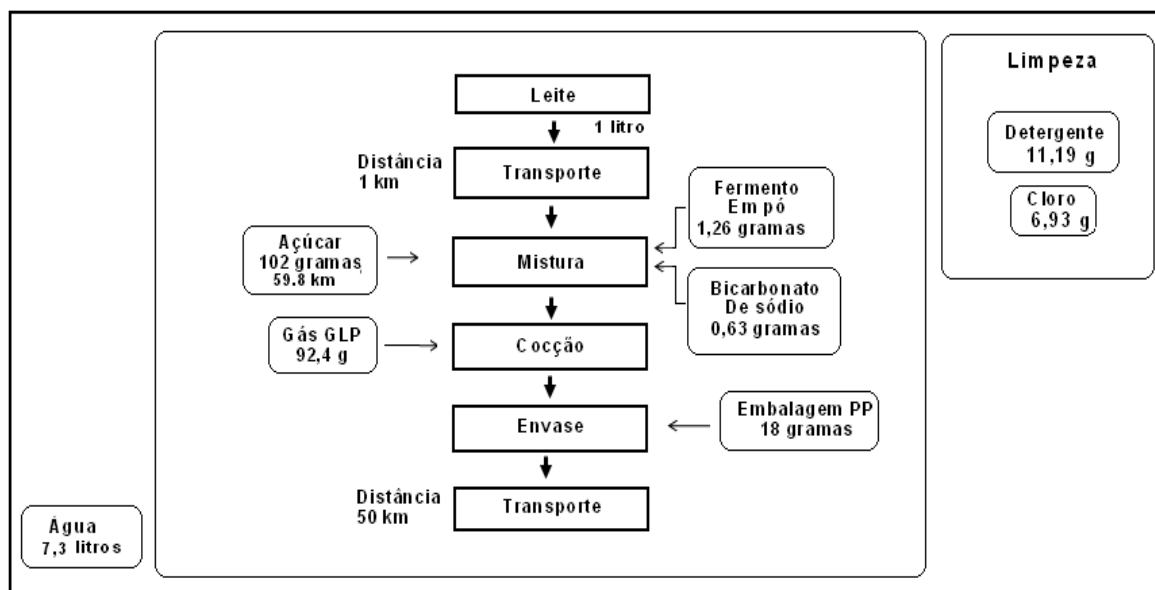 Leite
1 litro
Distância
1 km
Transporte
Fermento
Em pó
1,26 gramas
Açúcar
102 gramas
59.8 km
Mistura
Bicarbonato
De sódio
0,63 gramas
Gás GLP
92,4 g
Cocção
Envase
Embalagem PP
18 gramas
Distância
50 km
Transporte
Água
7,3 litros
Limpeza
Detergente
11,19 g
Cloro
6,93 g